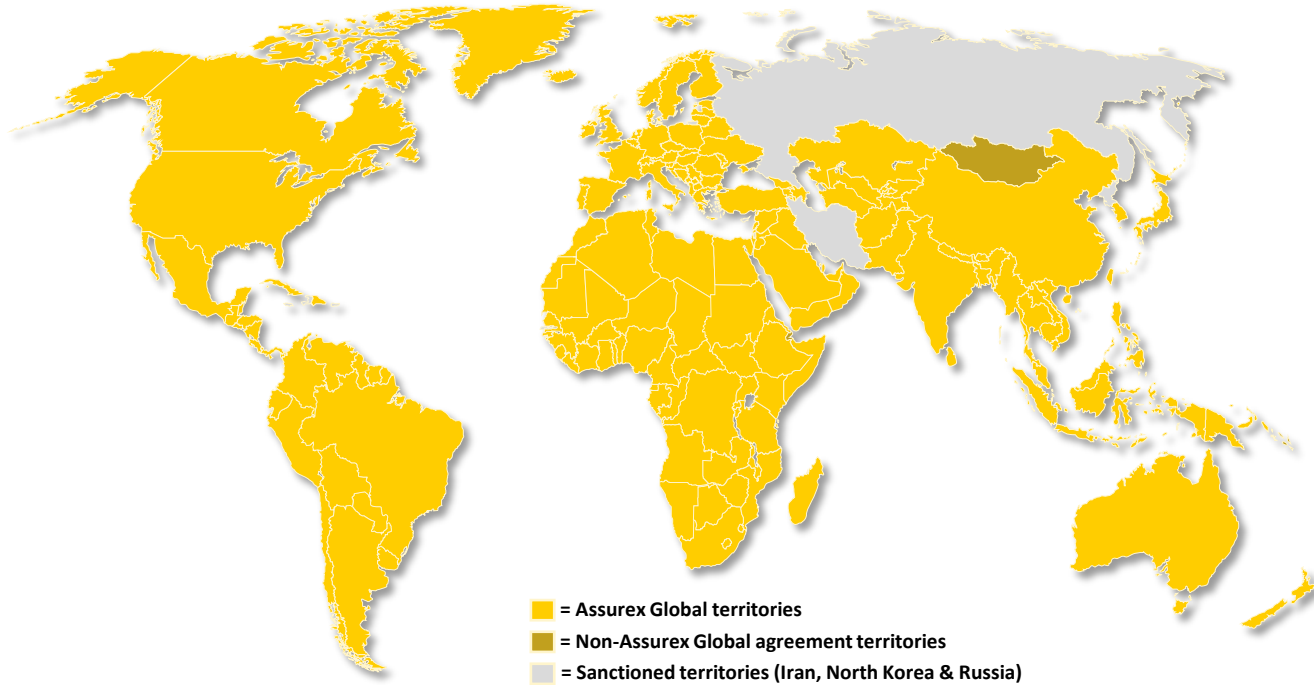 = Assurex Global territories
= Non-Assurex Global agreement territories
= Sanctioned territories (Iran, North Korea & Russia)